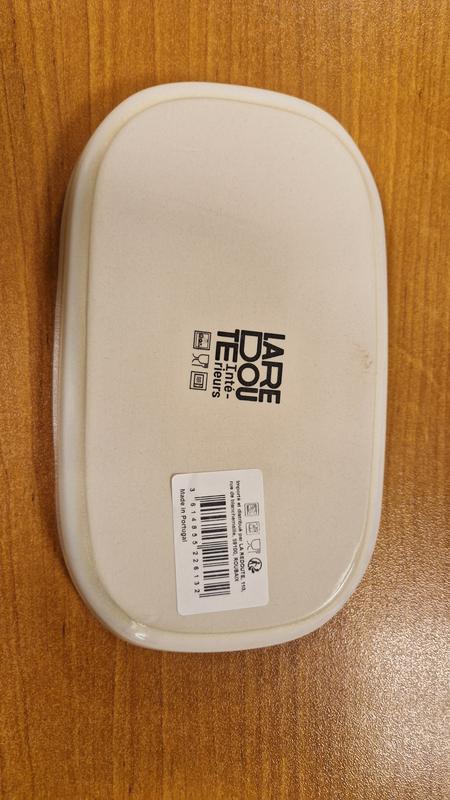 LA RE
DOU
TE Inté-
rieurs
Importé et distribué par LA REDOUTE, 110,
rue de blanchemaille, 59100, ROUBAIX
3 614855 226132
Made in Portugal